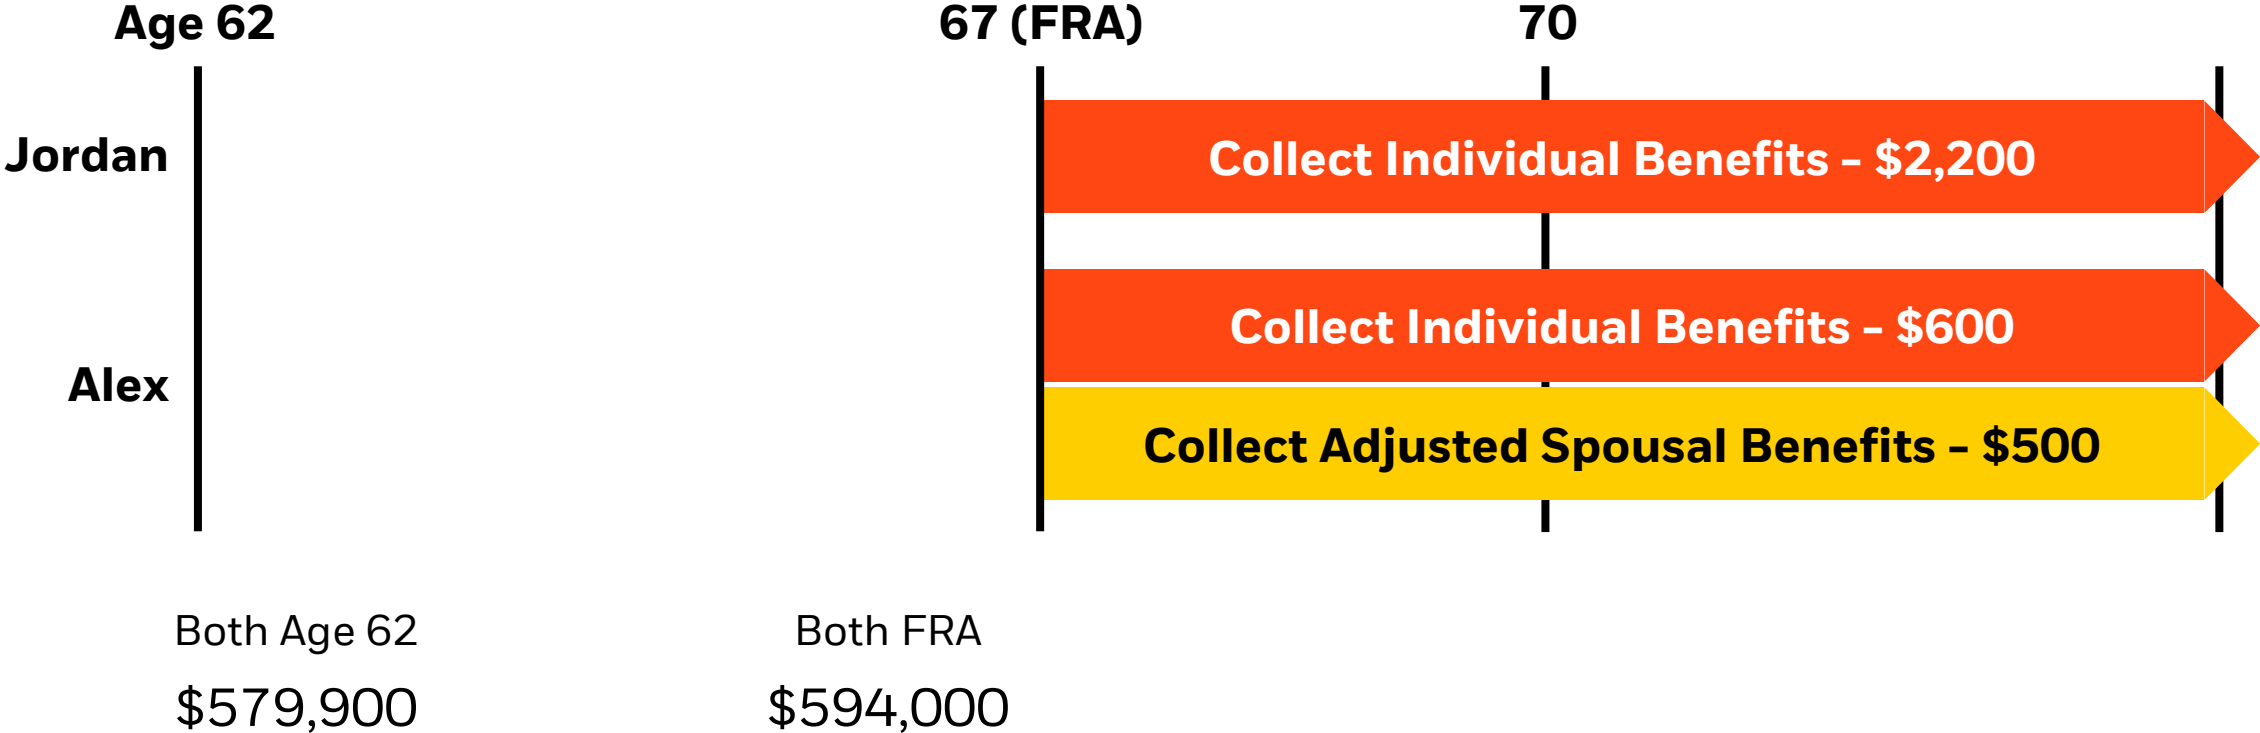 Age 62
67 (FRA)
70
Jordan
Collect Individual Benefits – $2,200
Collect Individual Benefits – $600
Alex
Collect Adjusted Spousal Benefits – $500
Both Age 62
Both FRA
$579,900
$594,000